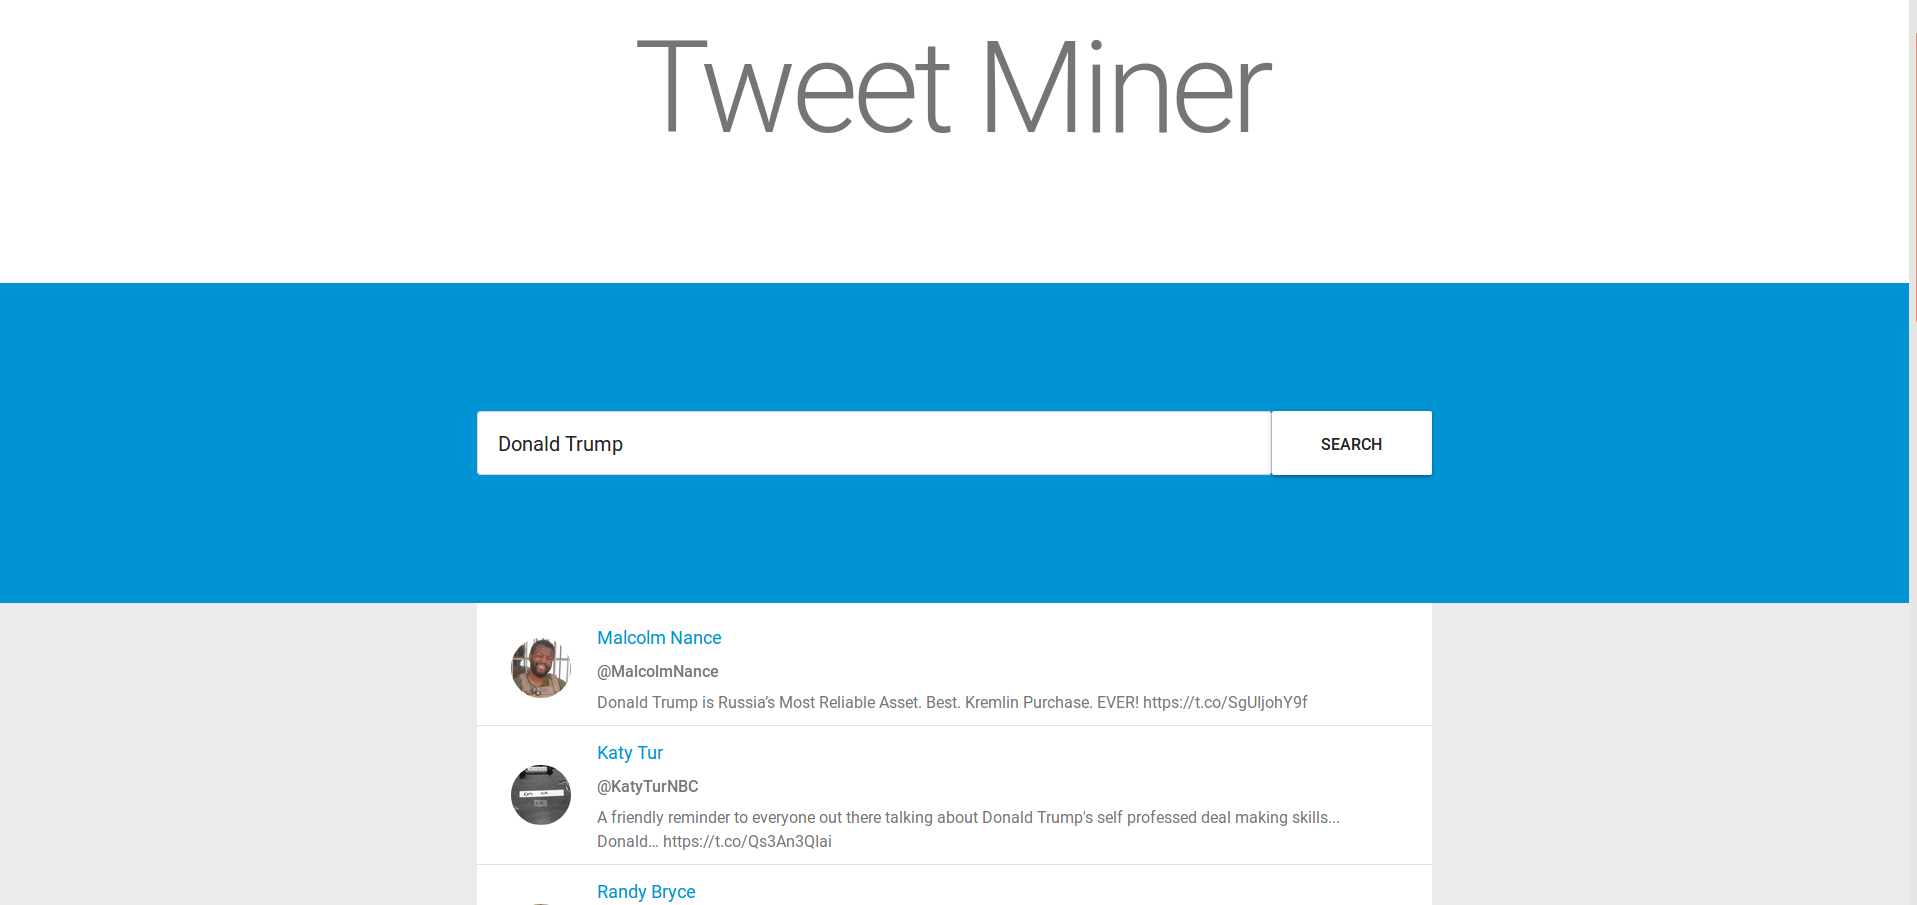 Tweet Miner
Donald Trump
SEARCH
Malcolm Nance
@MalcolmNance
Donald Trump is Russia’s Most Reliable Asset. Best. Kremlin Purchase. EVER! https://t.co/SgUljohY9f
Katy Tur
@KatyTurNBC
A friendly reminder to everyone out there talking about Donald Trump's self professed deal making skills...
Donald… https://t.co/Qs3An3QIai
Randy Bryce